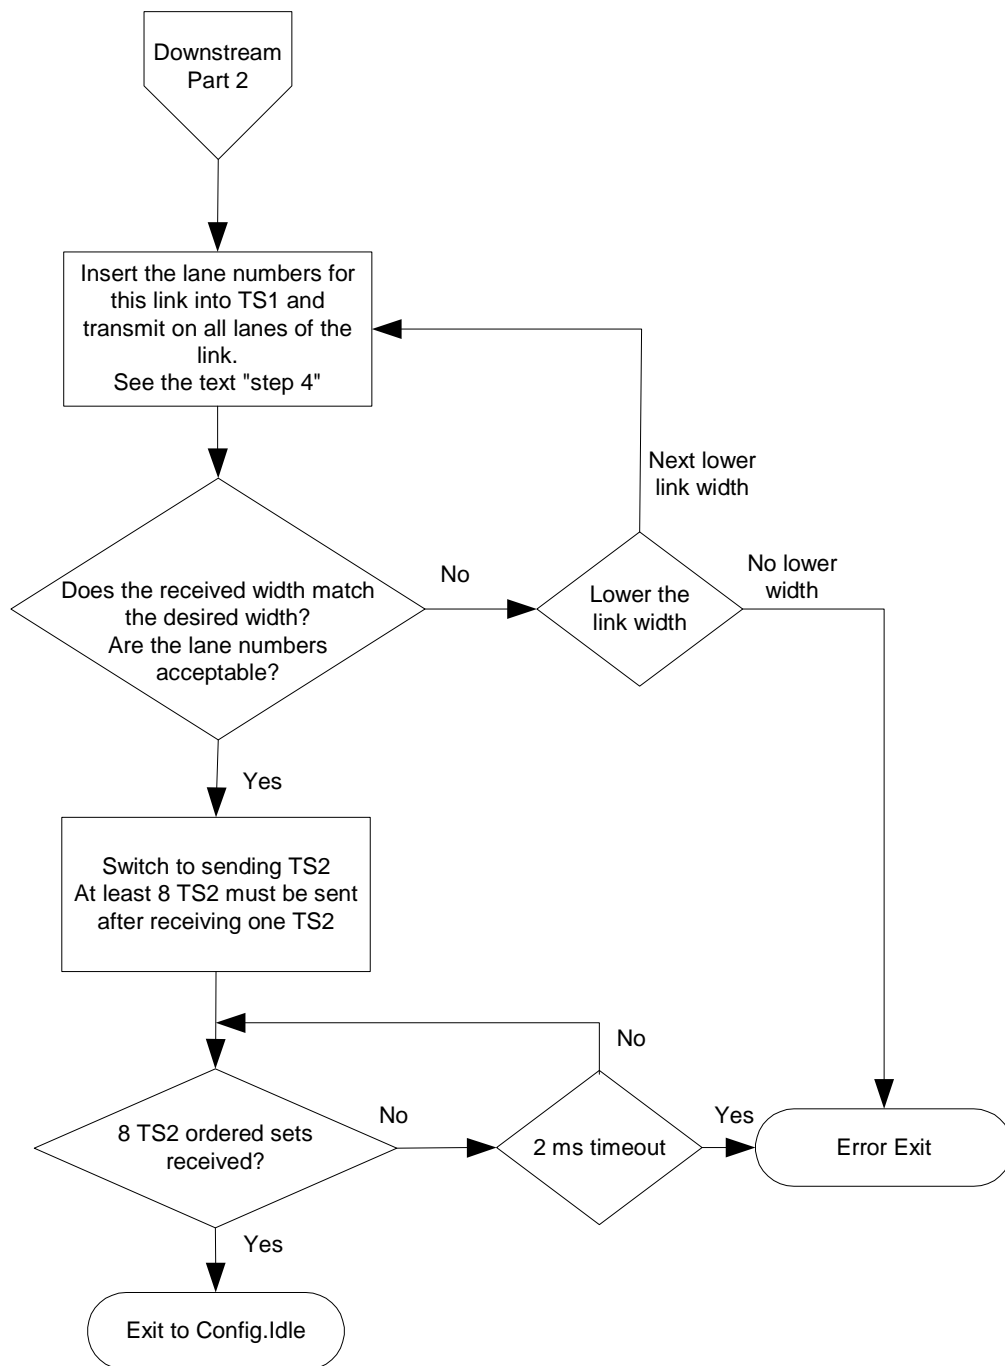 Downstream
Part 2
Insert the lane numbers for
this link into TS1 and
transmit on all lanes of the
link.
See the text "step 4"
Next lower
link width
Does the received width match
the desired width?
Are the lane numbers
acceptable?
No
Lower the
link width
No lower
width
Yes
Switch to sending TS2
At least 8 TS2 must be sent
after receiving one TS2
No
8 TS2 ordered sets
received?
No
2 ms timeout
Yes
Error Exit
Yes
Exit to Config.Idle